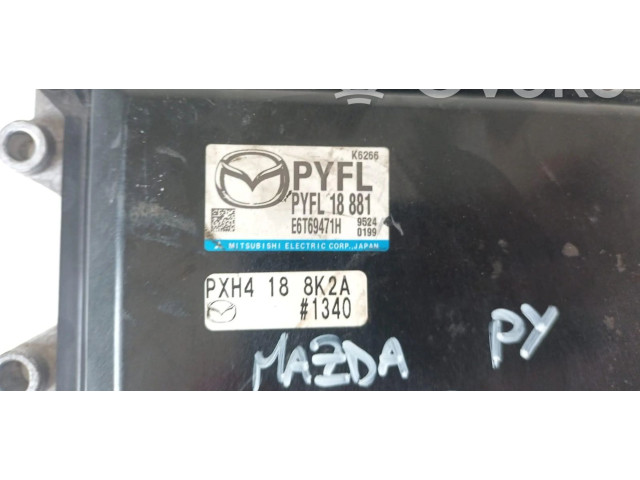 K6266
PYFL
PYFL 18 881
E6T69471H 9524
0199
MITSUBISHI ELECTRIC CORP., JAPAN
PXH4 18 8K2A
#1340
MAZDA PY